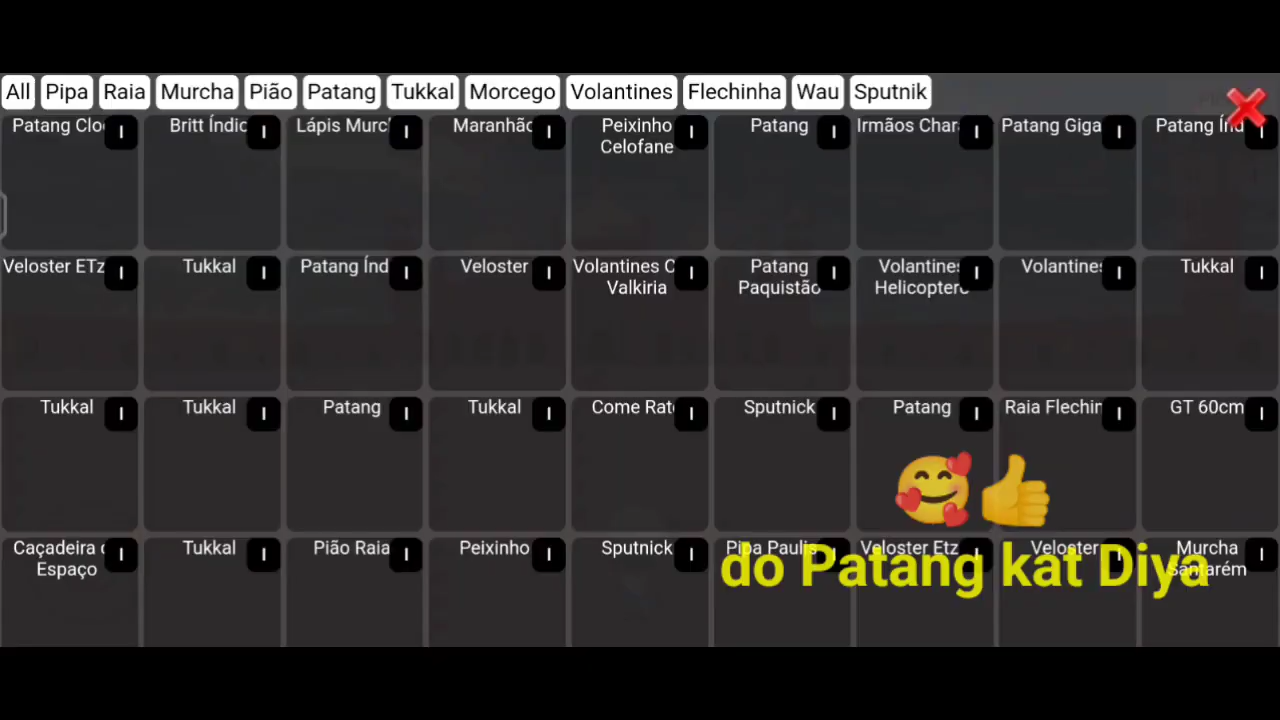 All Pipa Raia Murcha Pião Patang Tukkal Morcego Volantines Flechinha Wau Sputnik
Patang Clo I Britt Índic I Lápis Murc I Maranhão I Peixinho Celofane I Patang I Irmãos Char I Patang Giga I Patang Índ I
Veloster ETz I Tukkal I Patang Índ I Veloster I Volantines C Valkiria I Patang Paquistão I Volantines Helicoptero I Volantines I Tukkal I
Tukkal I Tukkal I Patang I Tukkal I Come Rato I Sputnick I Patang I Raia Flechin I GT 60cm I
Caçadeira Espaço I Tukkal I Pião Raia I Peixinho I Sputnick I Pipa Paulis I Veloster Etz I Veloster I Murcha Santarém I
do Patang kat Diya